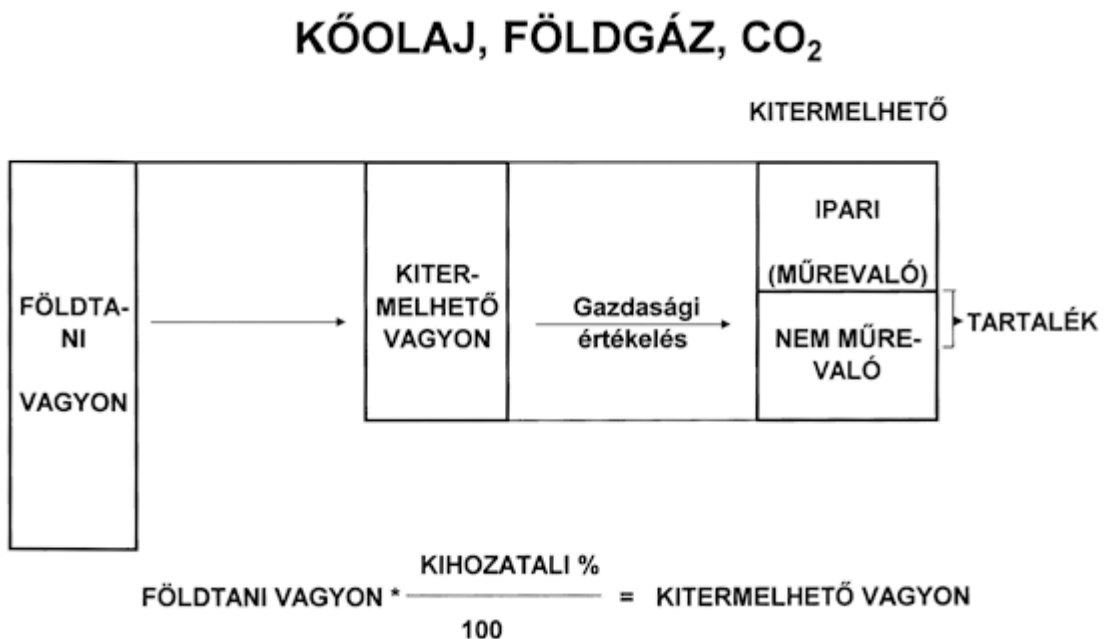 KŐOLAJ, FÖLDGÁZ, CO₂
KITERMELHETŐ
FÖLDTA-
NI
VAGYON
KITER-
MELHETŐ
VAGYON
Gazdasági
értékelés
IPARI
(MŰREVALÓ)
NEM MŰRE-
VALÓ
TARTALÉK
KIHOZATALI %
FÖLDTANI VAGYON * = KITERMELHETŐ VAGYON
100